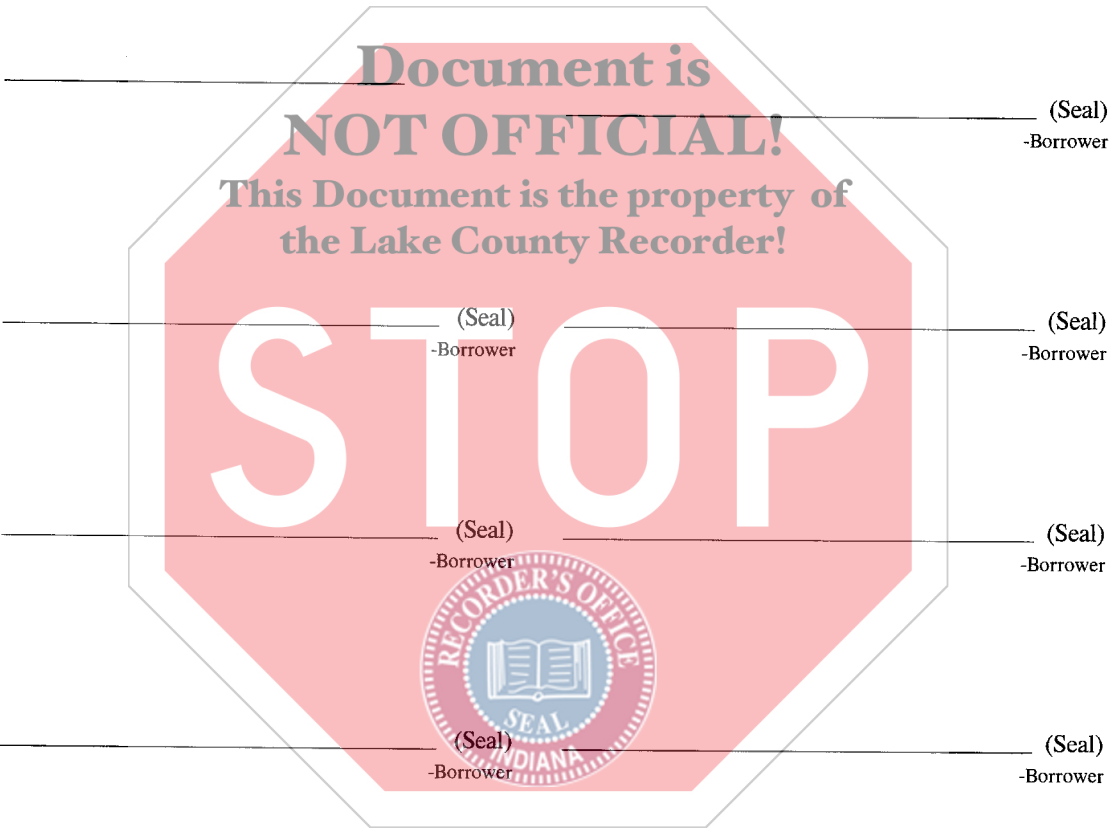 Document is
NOT OFFICIAL!
This Document is the property of
the Lake County Recorder!
(Seal)
-Borrower
(Seal)
-Borrower
(Seal)
-Borrower
STOP
(Seal)
-Borrower
(Seal)
-Borrower
RECORDER'S OFFICE
SEAL
INDIANA
(Seal)
-Borrower
(Seal)
-Borrower